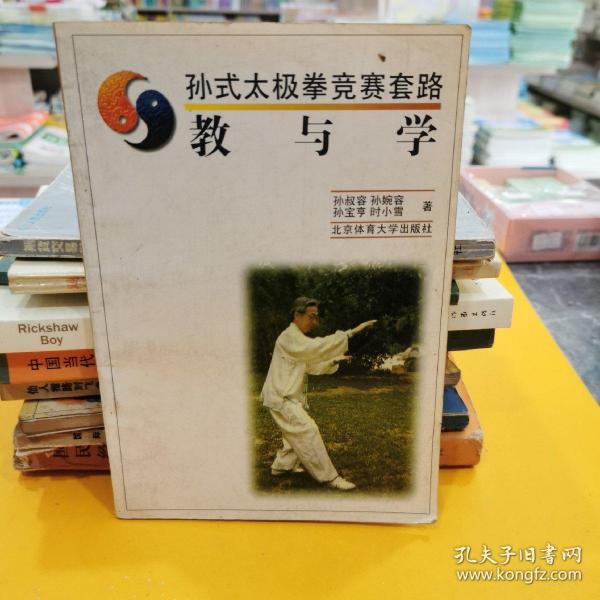 孙式太极拳竞赛套路
教与学
孙叔容 孙婉容
孙宝亨 时小雪 著
北京体育大学出版社
Rickshaw
Boy
中国当代
孔夫子旧书网
www.kongfz.com